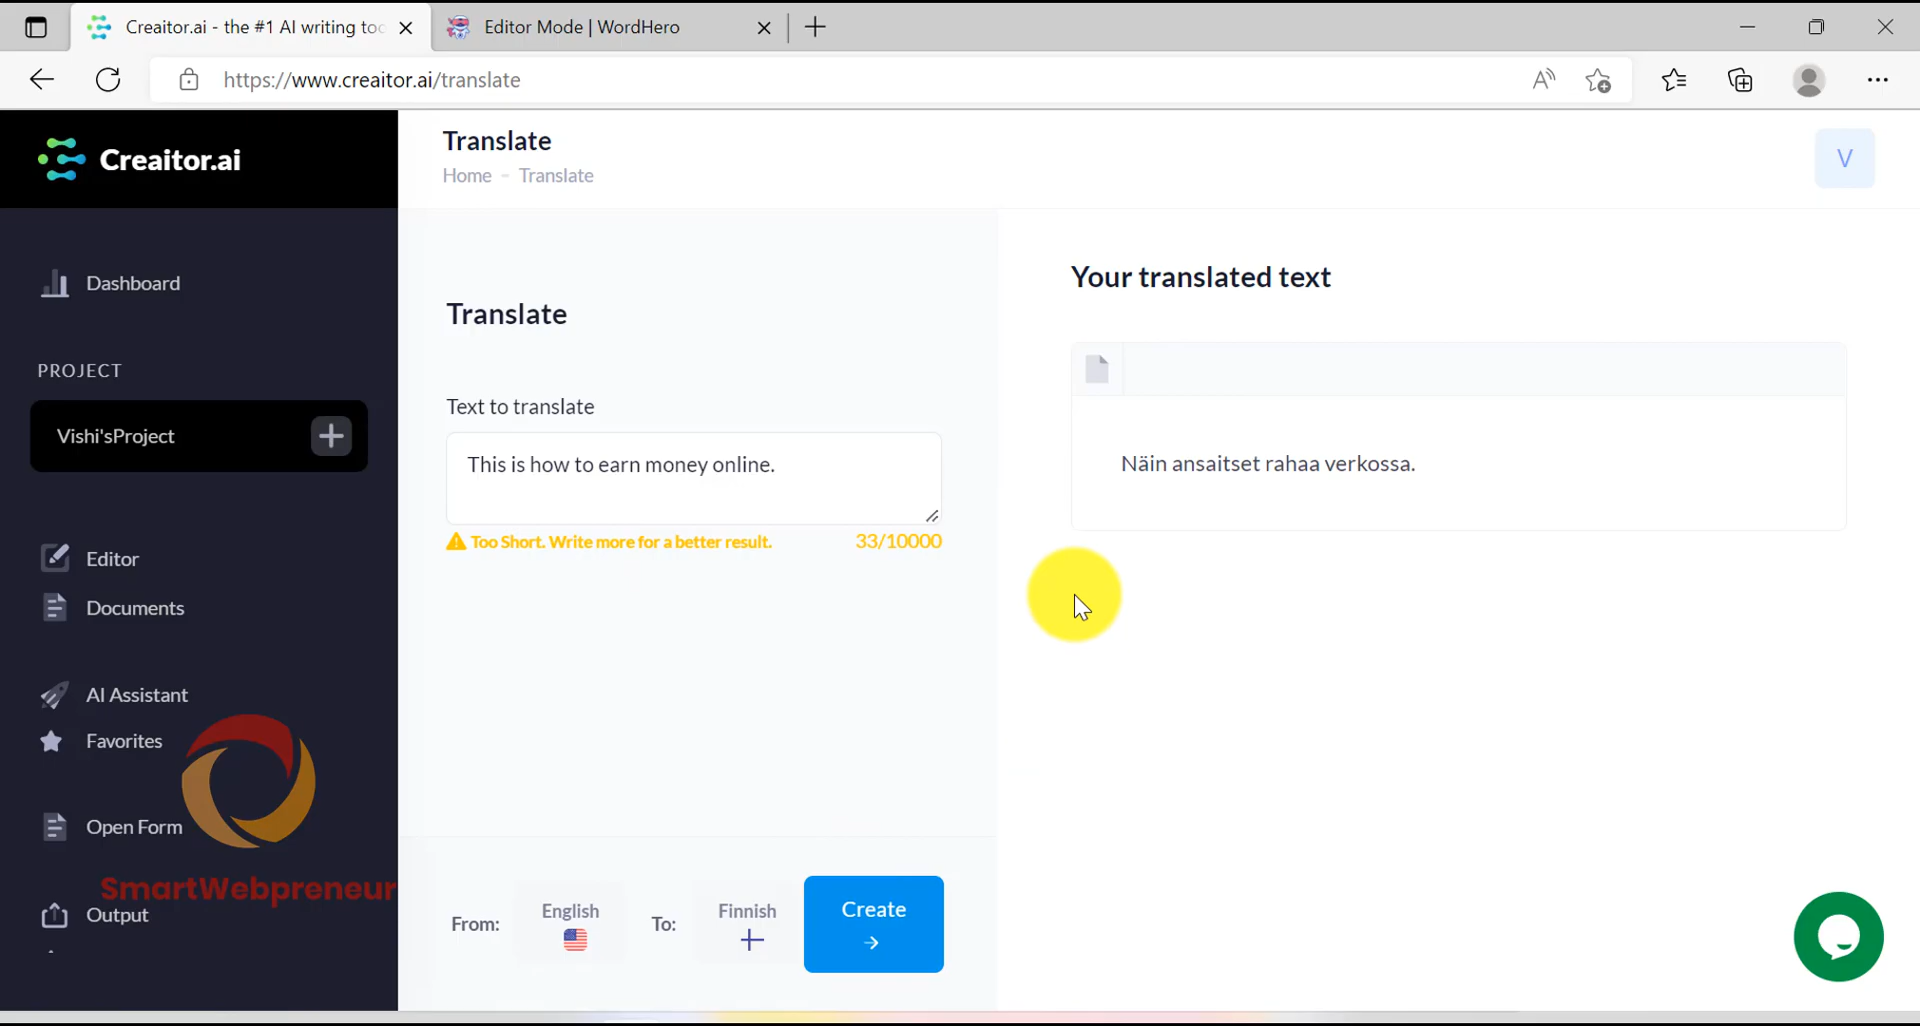 Creaitor.ai - the #1 AI writing toc
Editor Mode | WordHero
https://www.creaitor.ai/translate
Creaitor.ai
Translate
Home - Translate
V
Dashboard
PROJECT
Vishi'sProject
Editor
Documents
AI Assistant
Favorites
Open Form
SmartWebpreneur
Output
Translate
Text to translate
This is how to earn money online.
Too Short. Write more for a better result.
33/10000
From:
English
To:
Finnish
Create
Your translated text
Näin ansaitset rahaa verkossa.